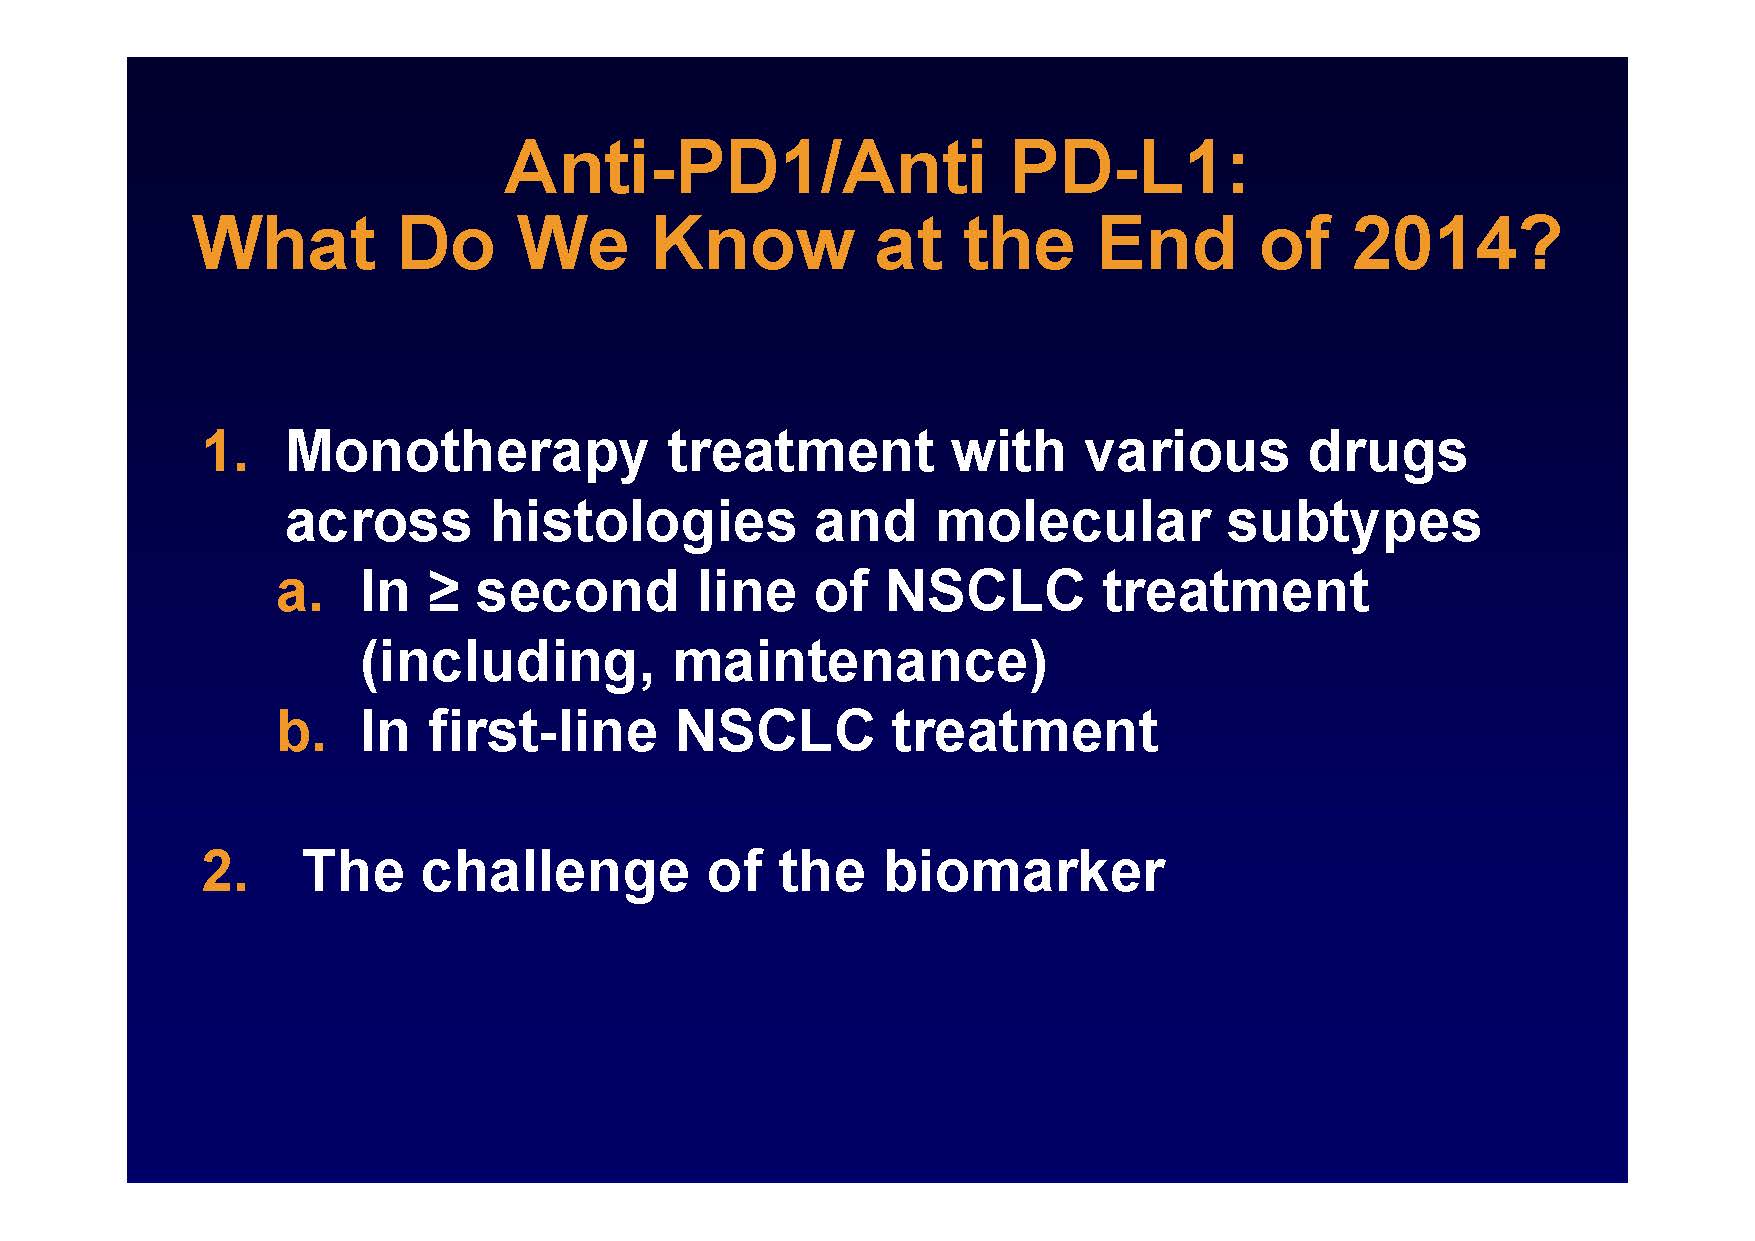 Anti-PD1/Anti PD-L1:
What Do We Know at the End of 2014?
1. Monotherapy treatment with various drugs
across histologies and molecular subtypes
a. In ≥ second line of NSCLC treatment
(including, maintenance)
b. In first-line NSCLC treatment
2. The challenge of the biomarker